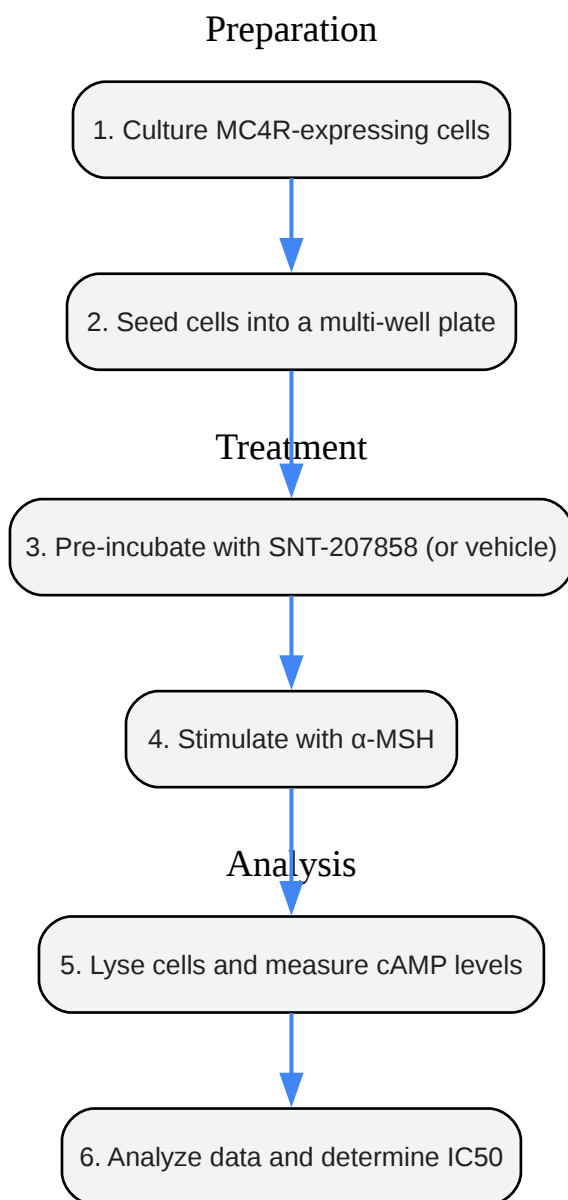 Preparation
1. Culture MC4R-expressing cells
2. Seed cells into a multi-well plate
Treatment
3. Pre-incubate with SNT-207858 (or vehicle)
4. Stimulate with α-MSH
Analysis
5. Lyse cells and measure cAMP levels
6. Analyze data and determine IC50